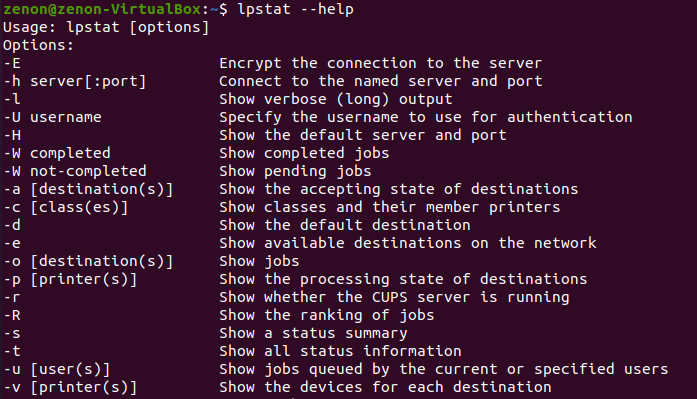 zenon@zenon-VirtualBox:~$ lpstat --help
Usage: lpstat [options]
Options:
-E                      Encrypt the connection to the server
-h server[:port]        Connect to the named server and port
-l                      Show verbose (long) output
-U username             Specify the username to use for authentication
-H                      Show the default server and port
-W completed            Show completed jobs
-W not-completed        Show pending jobs
-a [destination(s)]     Show the accepting state of destinations
-c [class(es)]          Show classes and their member printers
-d                      Show the default destination
-e                      Show available destinations on the network
-o [destination(s)]     Show jobs
-p [printer(s)]         Show the processing state of destinations
-r                      Show whether the CUPS server is running
-R                      Show the ranking of jobs
-s                      Show a status summary
-t                      Show all status information
-u [user(s)]            Show jobs queued by the current or specified users
-v [printer(s)]         Show the devices for each destination